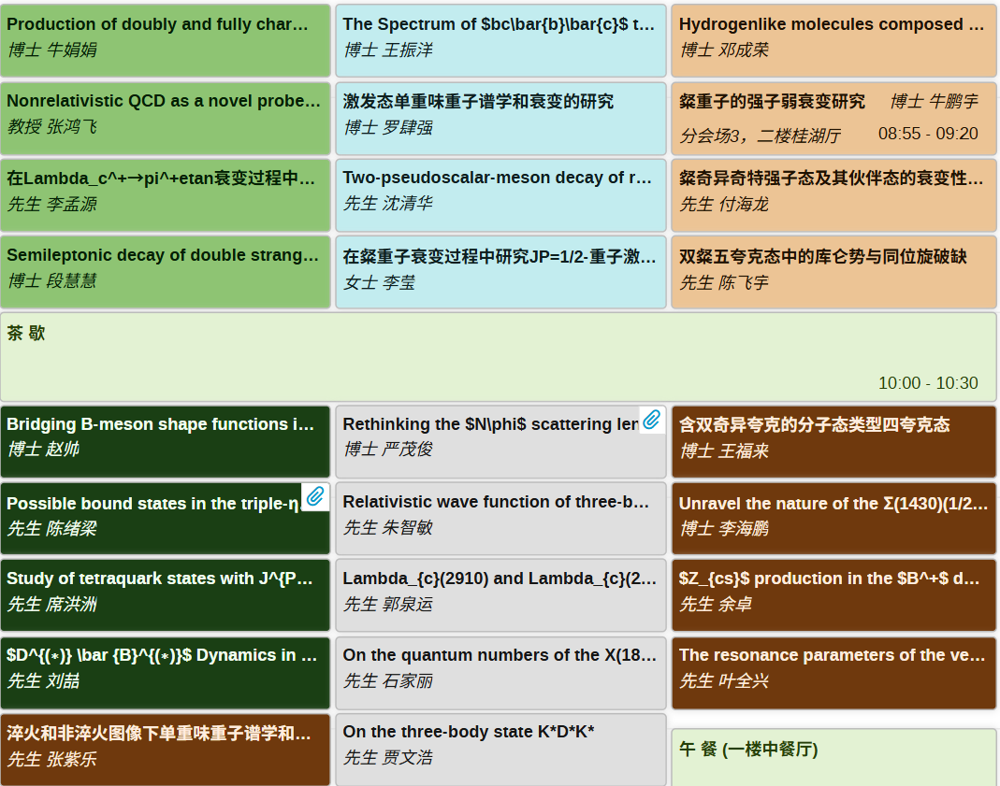 Production of doubly and fully char…
博士 牛娟娟
The Spectrum of $bc\bar{b}\bar{c}$ t…
博士 王振洋
Hydrogenlike molecules composed …
博士 邓成荣
Nonrelativistic QCD as a novel probe…
教授 张鸿飞
激发态单重味重子谱学和衰变的研究
博士 罗肆强
粲重子的强子弱衰变研究 博士 牛鹏宇
分会场3，二楼桂湖厅 08:55 - 09:20
在Lambda_c^+→pi^+etan衰变过程中…
先生 李孟源
Two-pseudoscalar-meson decay of r…
先生 沈清华
粲奇异奇特强子态及其伙伴态的衰变性…
先生 付海龙
Semileptonic decay of double strang…
博士 段慧慧
在粲重子衰变过程中研究JP=1/2-重子激…
女士 李莹
双粲五夸克态中的库仑势与同位旋破缺
先生 陈飞宇
茶 歇
10:00 - 10:30
Bridging B-meson shape functions i…
博士 赵帅
Rethinking the $N\phi$ scattering len
博士 严茂俊
含双奇异夸克的分子态类型四夸克态
博士 王福来
Possible bound states in the triple-η
先生 陈绪梁
Relativistic wave function of three-b…
先生 朱智敏
Unravel the nature of the Σ(1430)(1/2…
博士 李海鹏
Study of tetraquark states with J^{P…
先生 席洪洲
Lambda_{c}(2910) and Lambda_{c}(2…
先生 郭泉运
$Z_{cs}$ production in the $B^+$ d…
先生 余卓
$D^{(∗)} \bar {B}^{(∗)}$ Dynamics in …
先生 刘喆
On the quantum numbers of the X(18…
先生 石家丽
The resonance parameters of the ve…
先生 叶全兴
淬火和非淬火图像下单重味重子谱学和…
先生 张紫乐
On the three-body state K*D*K*
先生 贾文浩
午 餐 (一楼中餐厅)